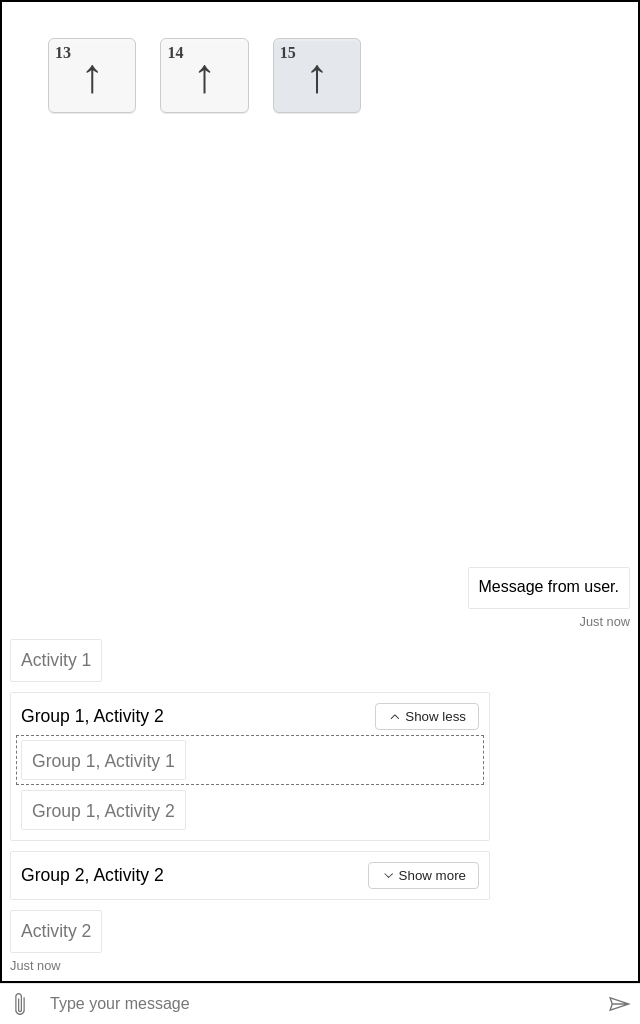 13 14 15
↑ ↑ ↑
Message from user.
Just now
Activity 1
Group 1, Activity 2 Show less
Group 1, Activity 1
Group 1, Activity 2
Group 2, Activity 2 Show more
Activity 2
Just now
Type your message